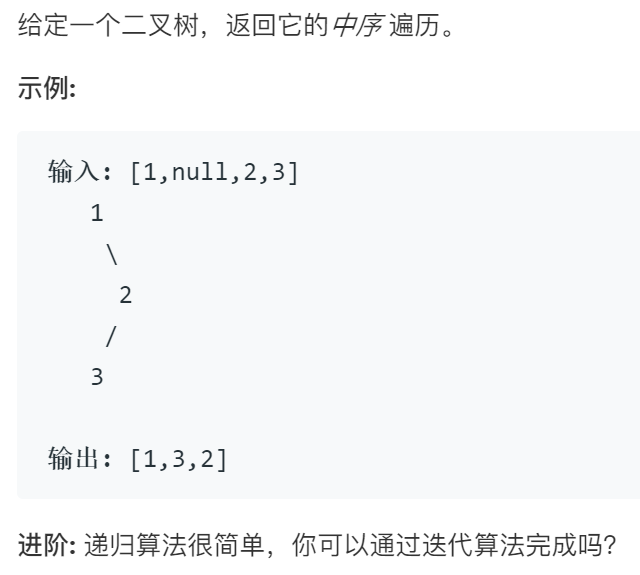 给定一个二叉树，返回它的中序 遍历。
示例:
输入: [1,null,2,3]
1
\
2
/
3
输出: [1,3,2]
进阶: 递归算法很简单，你可以通过迭代算法完成吗？